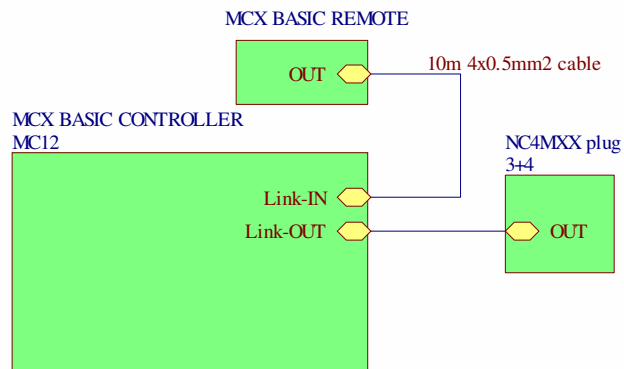 MCX BASIC REMOTE
OUT
10m 4x0.5mm2 cable
MCX BASIC CONTROLLER
MC12
NC4MXX plug
3+4
Link-IN
Link-OUT
OUT